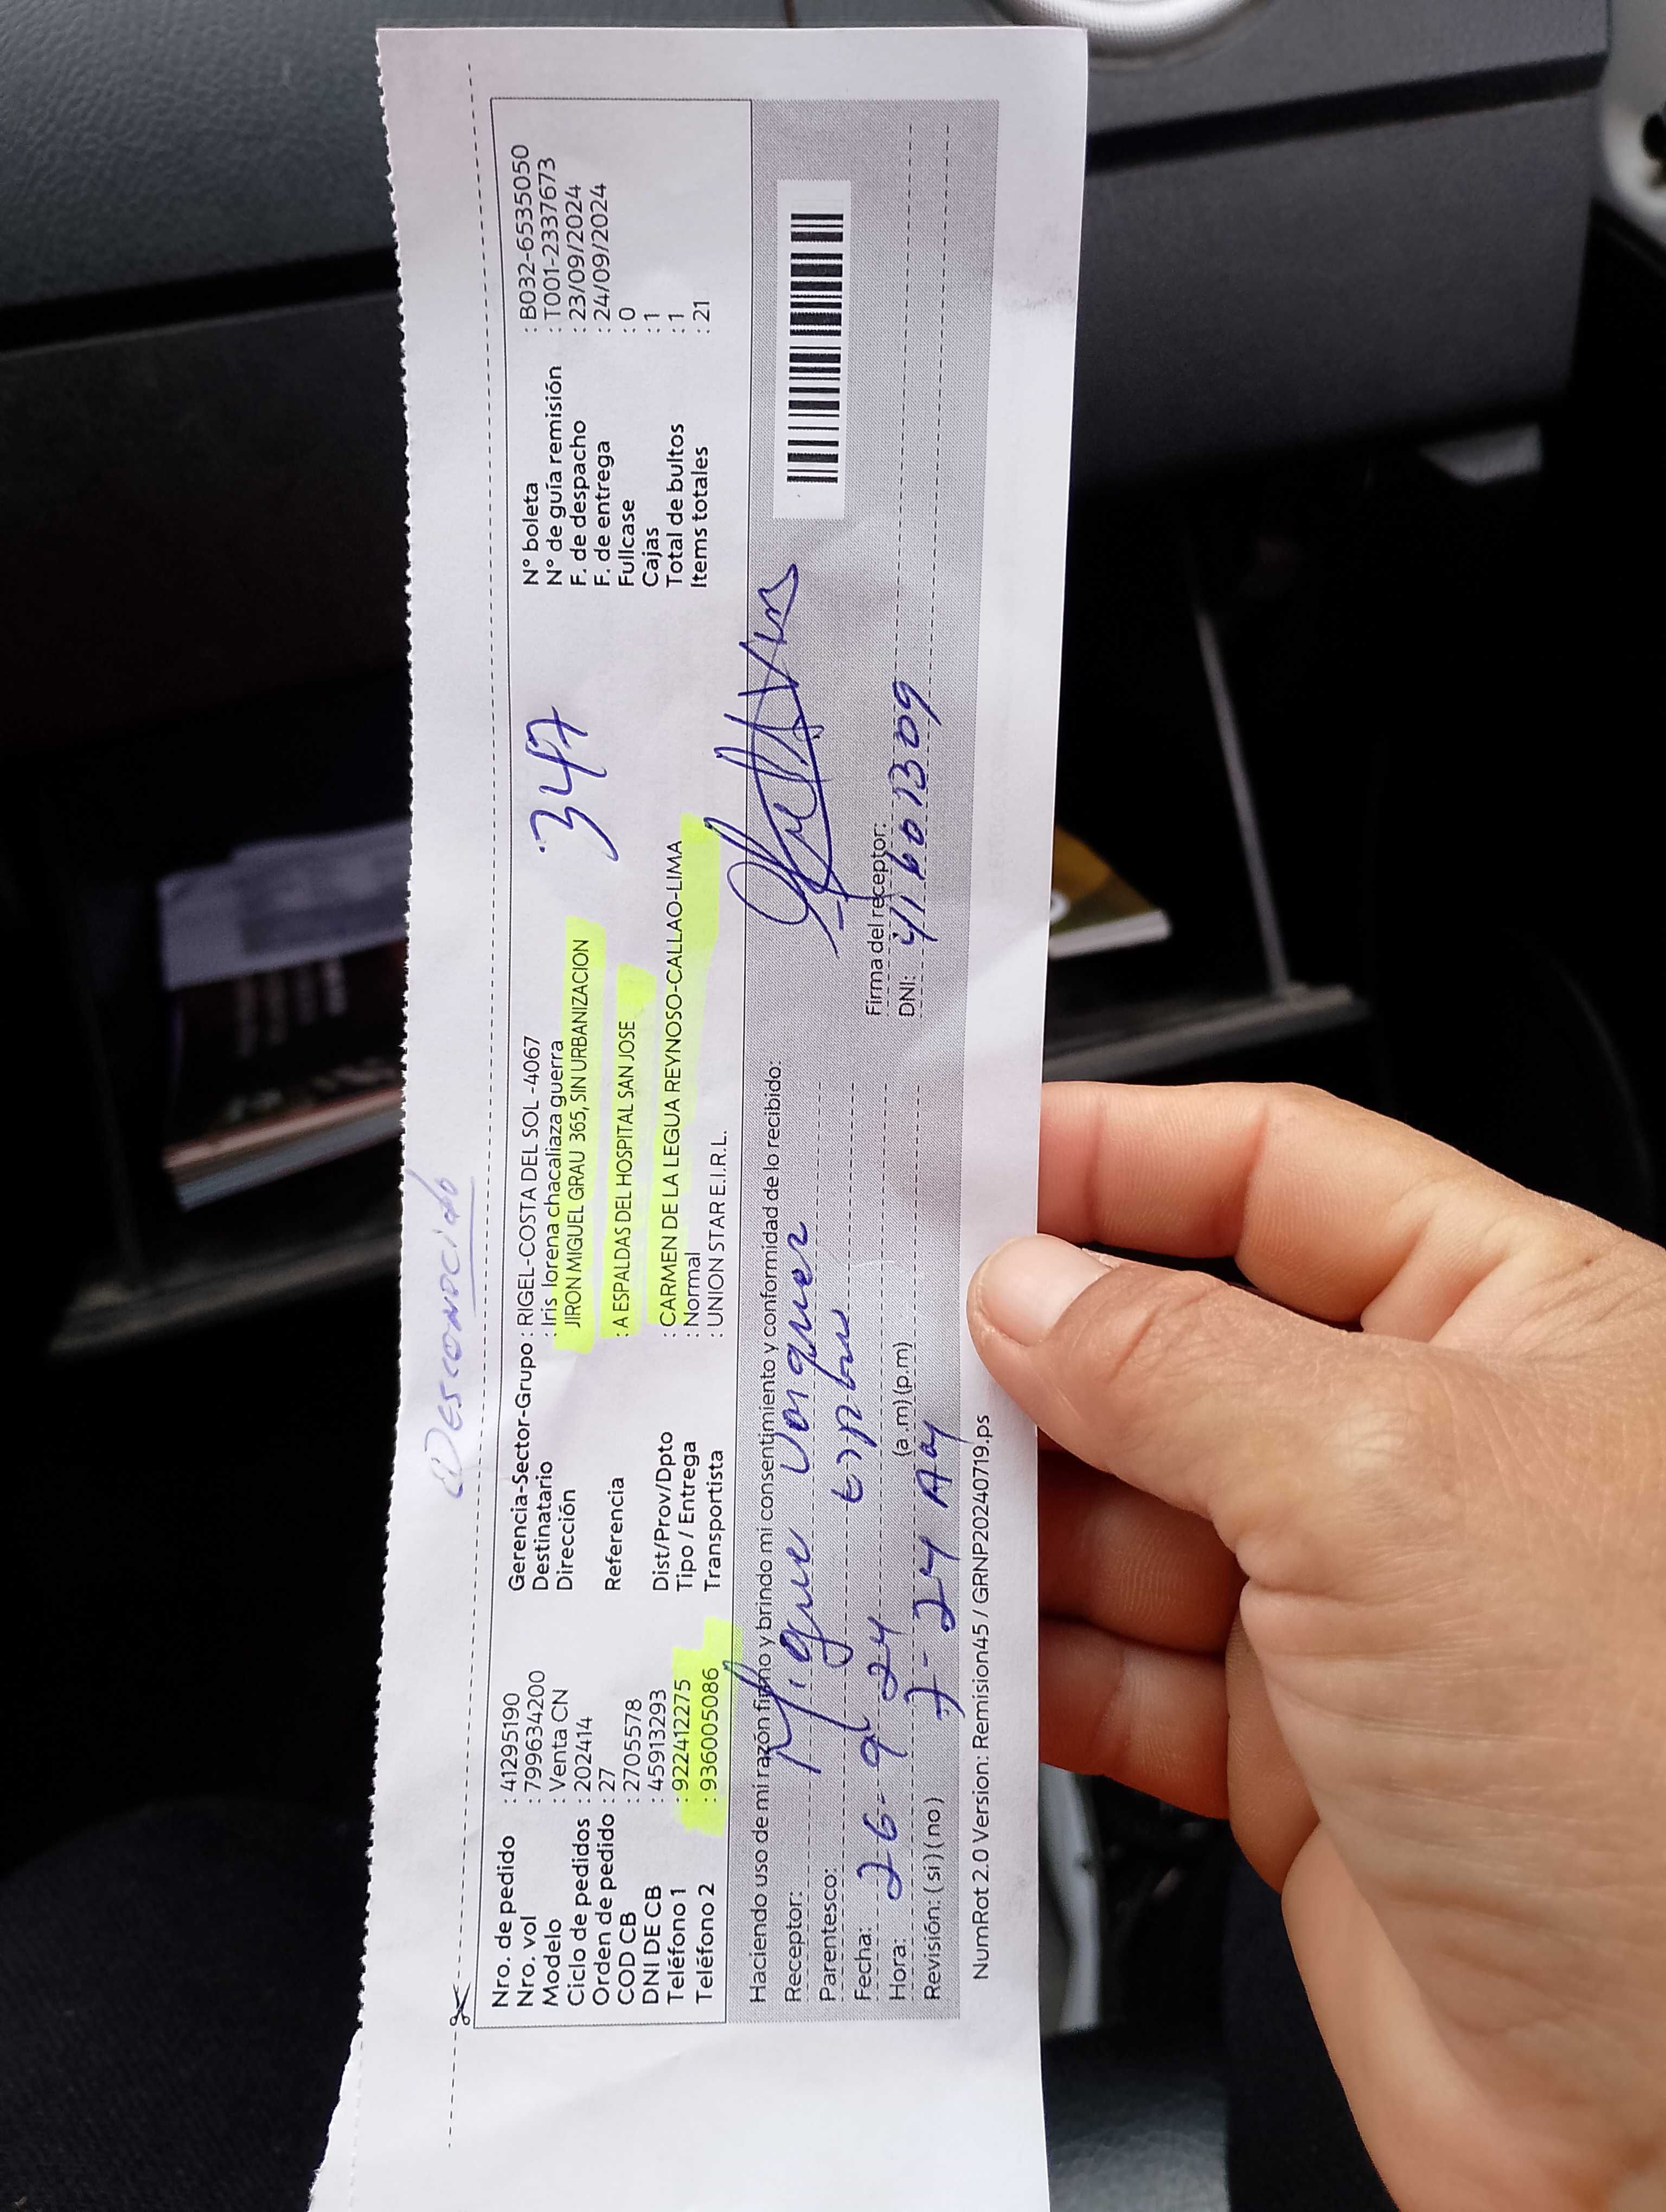 Desconocido
Nro. de pedido : 41295190
Nro. vol : 799634200
Modelo : Venta CN
Ciclo de pedidos : 202414
Orden de pedido : 27
COD CB : 2705578
DNI DE CB : 45913293
Teléfono 1 : 922412275
Teléfono 2 : 936005086
Gerencia-Sector-Grupo : RIGEL-COSTA DEL SOL -4067
Destinatario : Iris lorena chacaliaza guerra
Dirección JIRON MIGUEL GRAU 365, SIN URBANIZACION
Referencia : A ESPALDAS DEL HOSPITAL SAN JOSE
Dist/Prov/Dpto : CARMEN DE LA LEGUA REYNOSO-CALLAO-LIMA
Tipo / Entrega : Normal
Transportista : UNION STAR E.I.R.L.
347
N° boleta : B032-6535050
N° de guía remisión : T001-2337673
F. de despacho : 23/09/2024
F. de entrega : 24/09/2024
Fullcase : 0
Cajas : 1
Total de bultos : 1
Items totales : 21
Haciendo uso de mi razón firmo y brindo mi consentimiento y conformidad de lo recibido:
Receptor:
Parentesco:
Fecha: 26-9-24
Hora: 7-24 (a.m) (p.m)
Revisión: ( si ) ( no )
Firma del receptor:
DNI: 41601309
NumRot 2.0 Version: Remision45 / GRNP20240719.ps